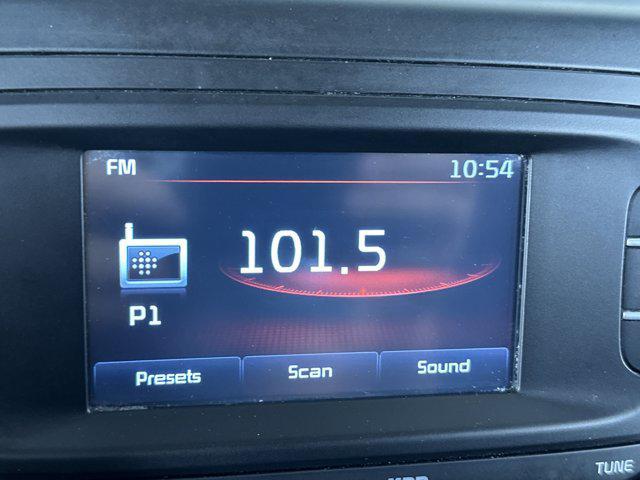 FM 10:54
101.5
P1
Presets Scan Sound
TUNE